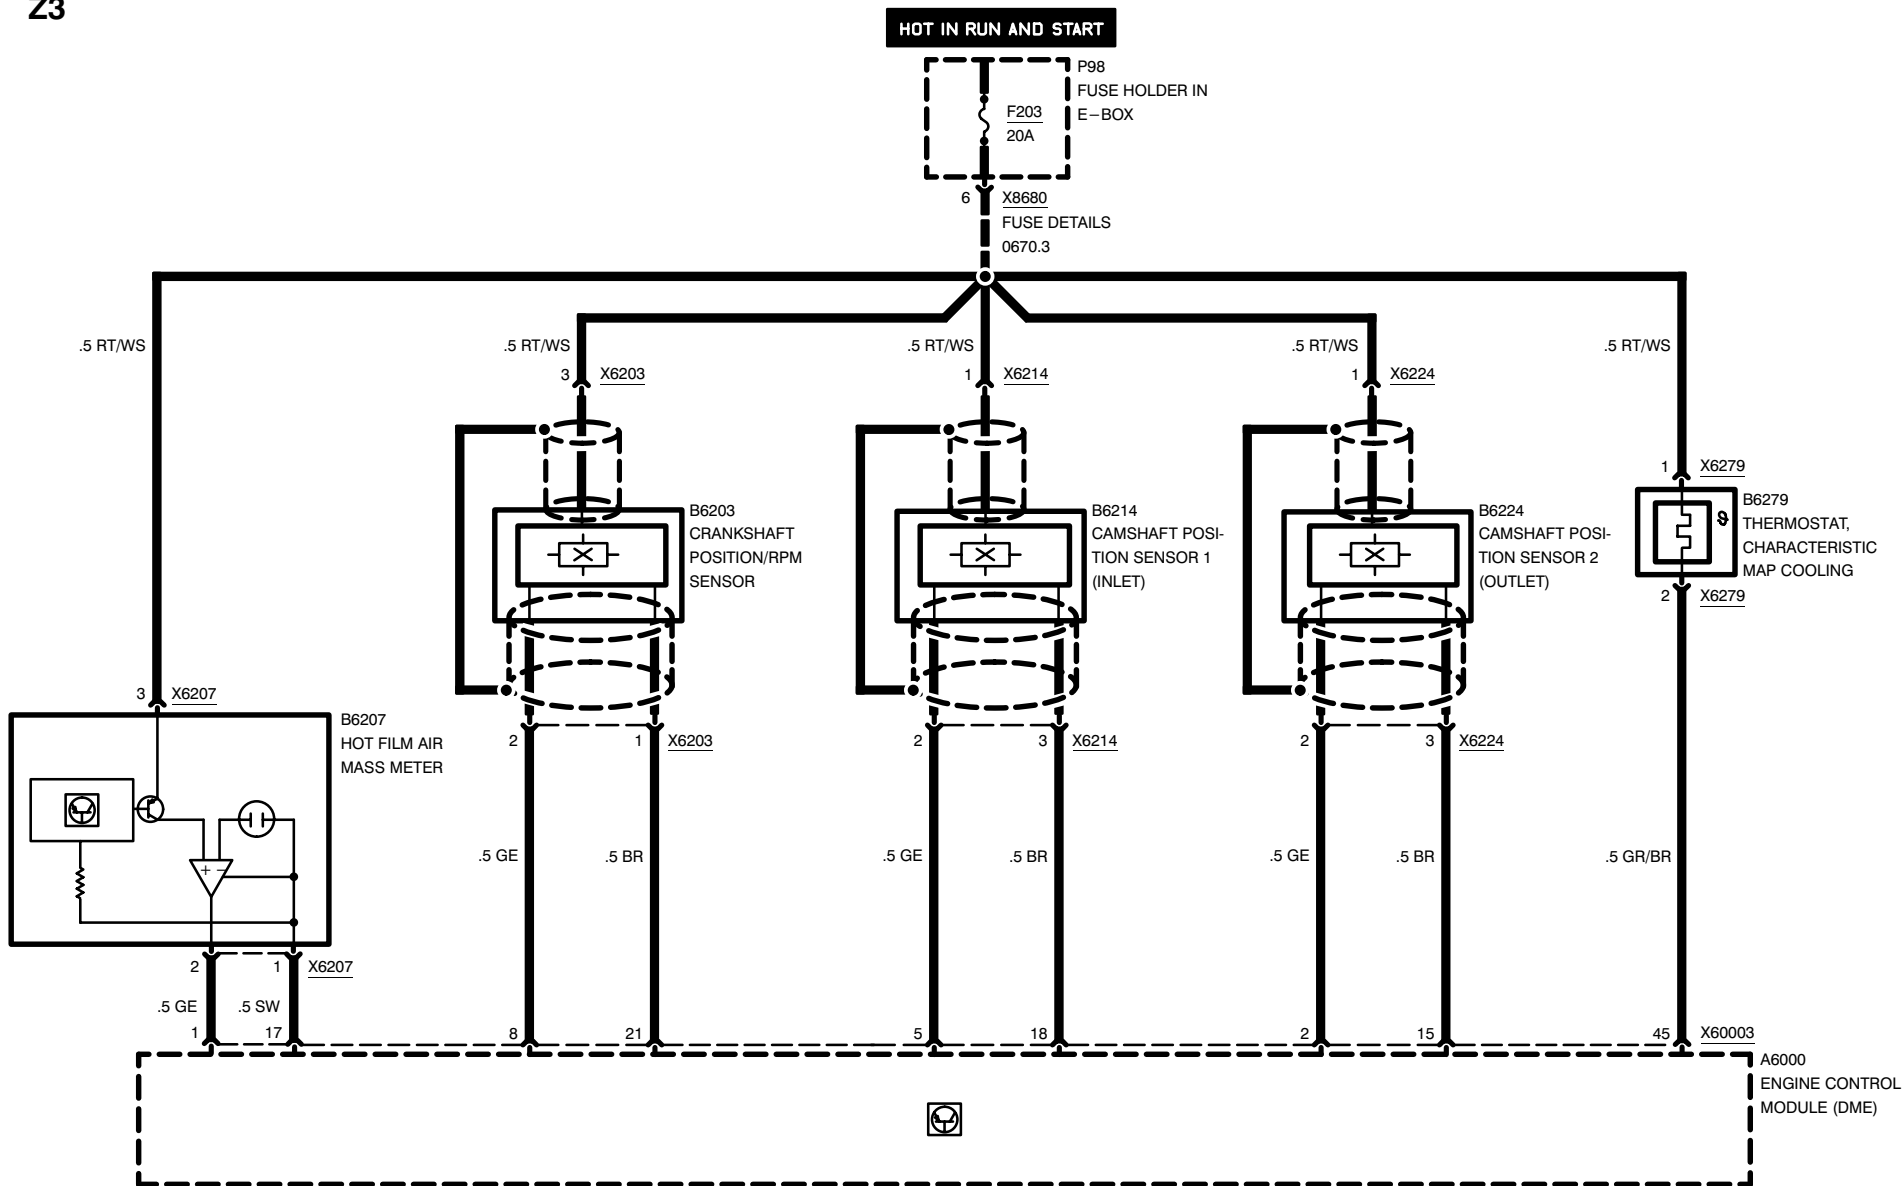 Z3
HOT IN RUN AND START
P98
FUSE HOLDER IN
E−BOX
F203
20A
6 X8680
FUSE DETAILS
0670.3
.5 RT/WS .5 RT/WS .5 RT/WS .5 RT/WS .5 RT/WS
3 X6203 1 X6214 1 X6224
1 X6279
B6203
CRANKSHAFT
POSITION/RPM
SENSOR
B6214
CAMSHAFT POSI-
TION SENSOR 1
(INLET)
B6224
CAMSHAFT POSI-
TION SENSOR 2
(OUTLET)
ϑ
B6279
THERMOSTAT,
CHARACTERISTIC
MAP COOLING
2 X6279
3 X6207
B6207
HOT FILM AIR
MASS METER
2 1 X6203 2 3 X6214 2 3 X6224
+ −
.5 GE .5 BR .5 GE .5 BR .5 GE .5 BR .5 GR/BR
2 1 X6207
.5 GE .5 SW
1 17 8 21 5 18 2 15 45 X60003
A6000
ENGINE CONTROL
MODULE (DME)